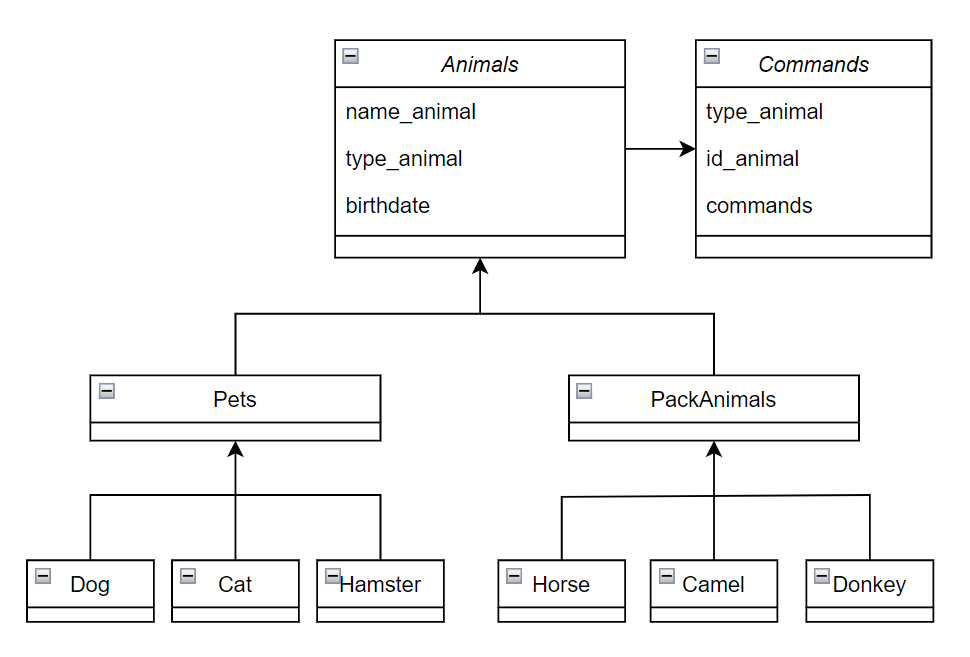 Animals
name_animal
type_animal
birthdate
Commands
type_animal
id_animal
commands
Pets
PackAnimals
Dog
Cat
Hamster
Horse
Camel
Donkey